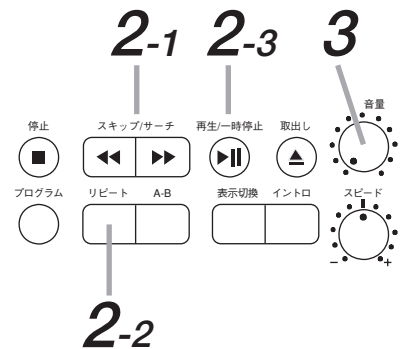 2-1 2-3 3
音量
停止 スキップ/サーチ 再生/一時停止 取出し
プログラム リピート A-B 表示切換 イントロ スピード
− +
2-2